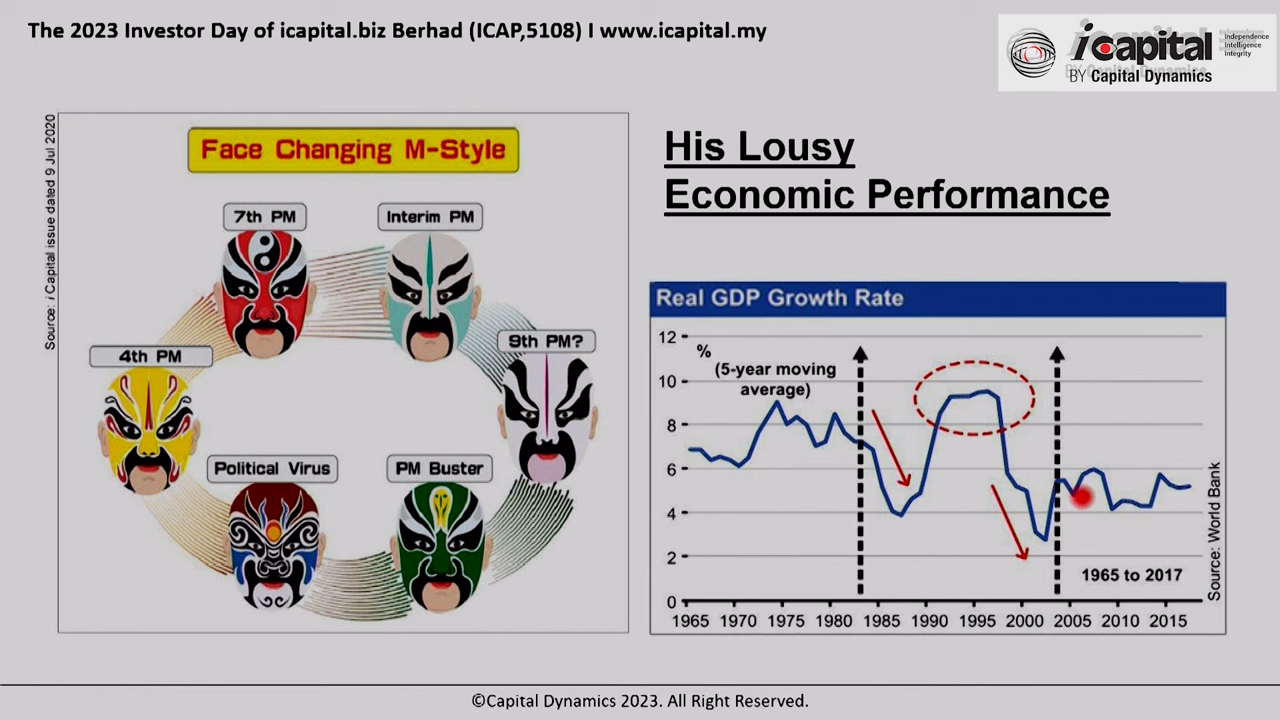 The 2023 Investor Day of icapital.biz Berhad (ICAP,5108) I www.icapital.my
icapital
BY Capital Dynamics
Independence
Intelligence
Integrity
Source: i Capital issue dated 9 Jul 2020
Face Changing M-Style
7th PM
Interim PM
4th PM
9th PM?
Political Virus
PM Buster
His Lousy
Economic Performance
Real GDP Growth Rate
%
(5-year moving
average)
12
10
8
6
4
2
0
1965 to 2017
1965 1970 1975 1980 1985 1990 1995 2000 2005 2010 2015
Source: World Bank
©Capital Dynamics 2023. All Right Reserved.